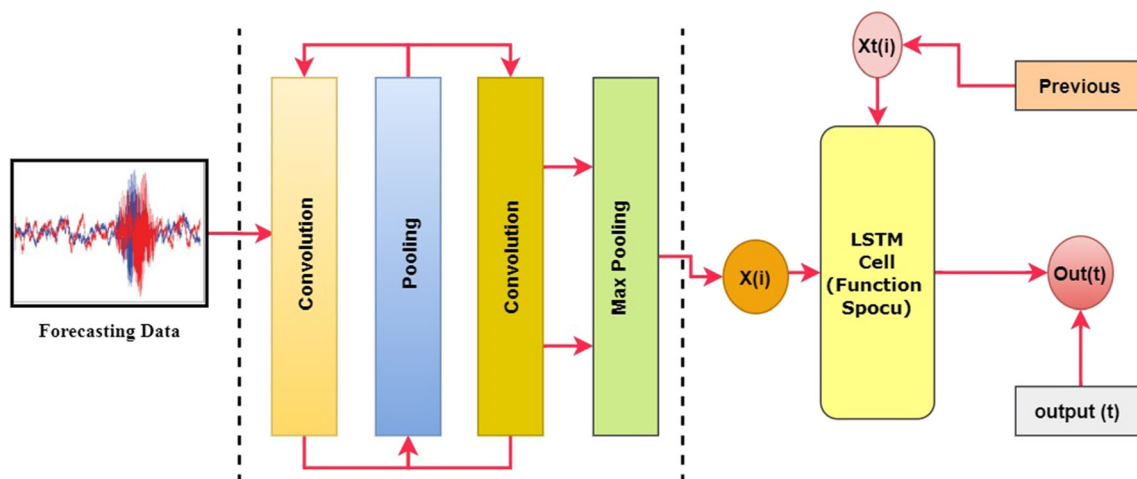 Forecasting Data
Convolution
Pooling
Convolution
Max Pooling
X(i)
Xt(i)
Previous
LSTM
Cell
(Function
Spocu)
Out(t)
output (t)